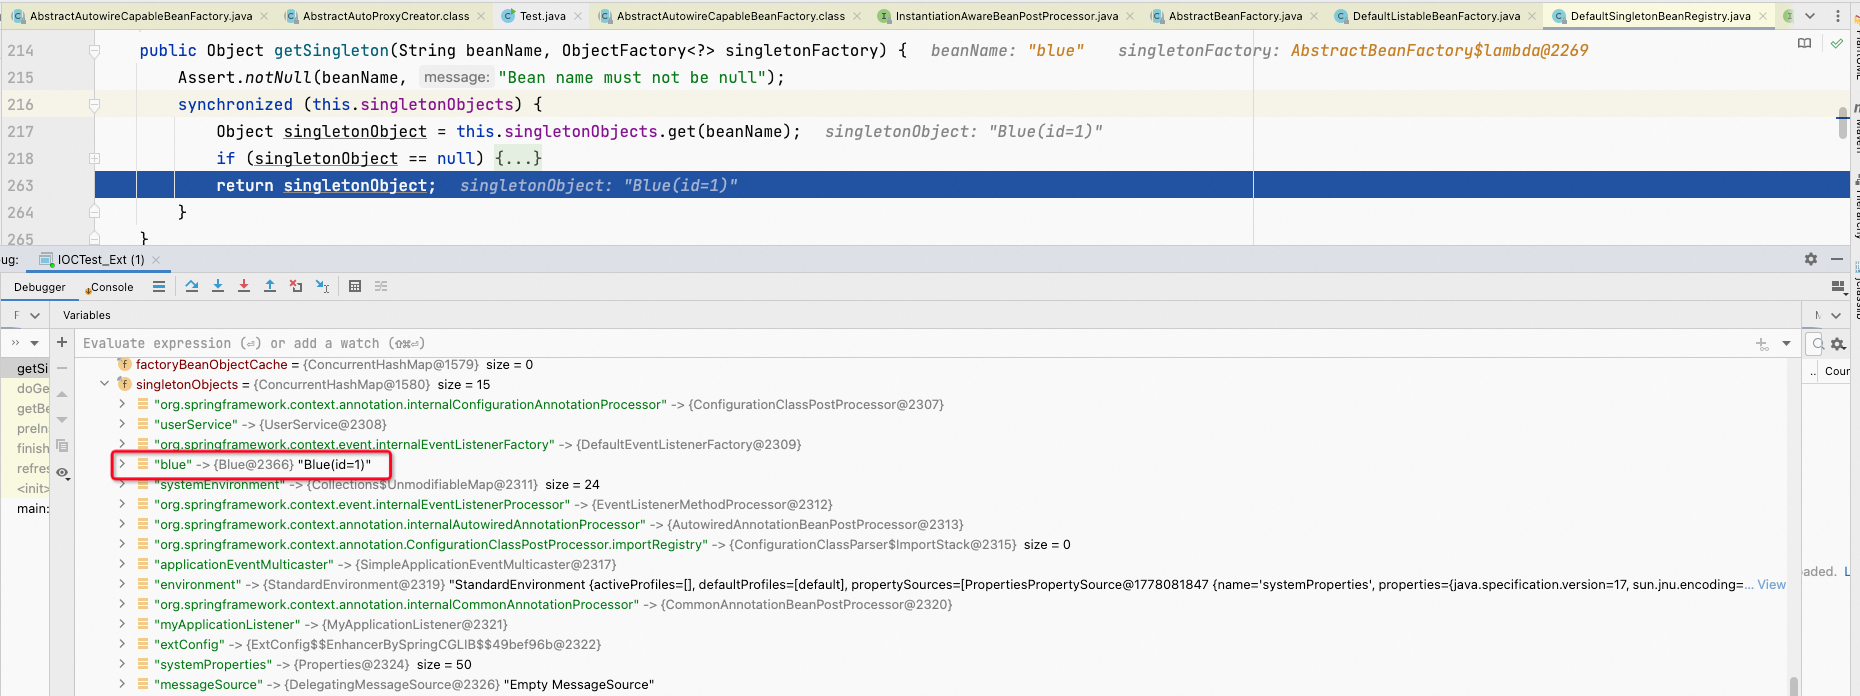 AbstractAutowireCapableBeanFactory.java AbstractAutoProxyCreator.class Test.java AbstractAutowireCapableBeanFactory.class InstantiationAwareBeanPostProcessor.java AbstractBeanFactory.java DefaultListableBeanFactory.java DefaultSingletonBeanRegistry.java
214 public Object getSingleton(String beanName, ObjectFactory<?> singletonFactory) { beanName: "blue" singletonFactory: AbstractBeanFactory$lambda@2269
215 Assert.notNull(beanName, message: "Bean name must not be null");
216 synchronized (this.singletonObjects) {
217 Object singletonObject = this.singletonObjects.get(beanName); singletonObject: "Blue(id=1)"
218 if (singletonObject == null) {...}
263 return singletonObject; singletonObject: "Blue(id=1)"
264 }
265 }
ug: IOCTest_Ext (1)
Debugger Console
F Variables
Evaluate expression (⏎) or add a watch (⇧⌘⏎)
factoryBeanObjectCache = {ConcurrentHashMap@1579} size = 0
getSi
singletonObjects = {ConcurrentHashMap@1580} size = 15
doGe
"org.springframework.context.annotation.internalConfigurationAnnotationProcessor" -> {ConfigurationClassPostProcessor@2307}
getBe
"userService" -> {UserService@2308}
preIns
"org.springframework.context.event.internalEventListenerFactory" -> {DefaultEventListenerFactory@2309}
finish
"blue" -> {Blue@2366} "Blue(id=1)"
refres
"systemEnvironment" -> {Collections$UnmodifiableMap@2311} size = 24
<init>
"org.springframework.context.event.internalEventListenerProcessor" -> {EventListenerMethodProcessor@2312}
main:
"org.springframework.context.annotation.internalAutowiredAnnotationProcessor" -> {AutowiredAnnotationBeanPostProcessor@2313}
"org.springframework.context.annotation.ConfigurationClassPostProcessor.importRegistry" -> {ConfigurationClassParser$ImportStack@2315} size = 0
"applicationEventMulticaster" -> {SimpleApplicationEventMulticaster@2317}
"environment" -> {StandardEnvironment@2319} "StandardEnvironment {activeProfiles=[], defaultProfiles=[default], propertySources=[PropertiesPropertySource@1778081847 {name='systemProperties', properties={java.specification.version=17, sun.jnu.encoding=... View
"org.springframework.context.annotation.internalCommonAnnotationProcessor" -> {CommonAnnotationBeanPostProcessor@2320}
"myApplicationListener" -> {MyApplicationListener@2321}
"extConfig" -> {ExtConfig$$EnhancerBySpringCGLIB$$49bef96b@2322}
"systemProperties" -> {Properties@2324} size = 50
"messageSource" -> {DelegatingMessageSource@2326} "Empty MessageSource"
.. Cour
aded. L